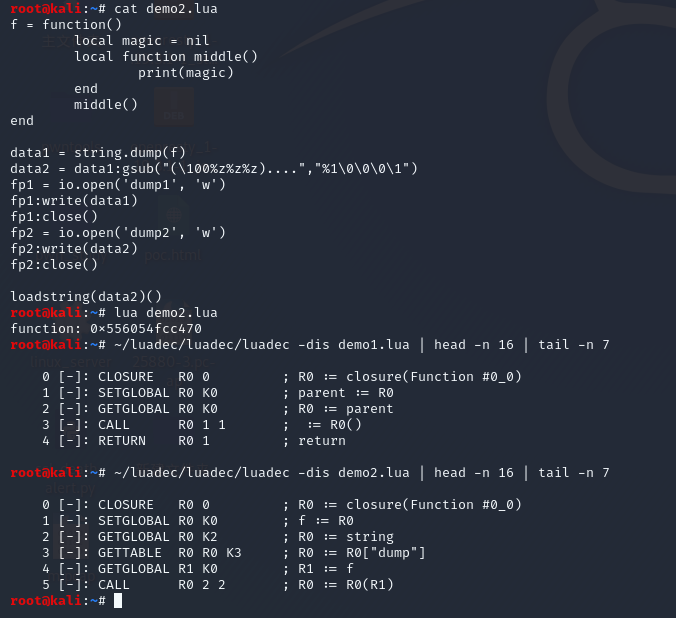 root@kali:~# cat demo2.lua
f = function()
        local magic = nil
        local function middle()
                print(magic)
        end
        middle()
end

data1 = string.dump(f)
data2 = data1:gsub("(\100%z%z%z)....","%1\0\0\0\1")
fp1 = io.open('dump1', 'w')
fp1:write(data1)
fp1:close()
fp2 = io.open('dump2', 'w')
fp2:write(data2)
fp2:close()

loadstring(data2)()
root@kali:~# lua demo2.lua
function: 0×556054fcc470
root@kali:~# ~/luadec/luadec/luadec -dis demo1.lua | head -n 16 | tail -n 7

    0 [-]: CLOSURE   R0 0         ; R0 := closure(Function #0_0)
    1 [-]: SETGLOBAL R0 K0        ; parent := R0
    2 [-]: GETGLOBAL R0 K0        ; R0 := parent
    3 [-]: CALL      R0 1 1       ;  := R0()
    4 [-]: RETURN    R0 1         ; return

root@kali:~# ~/luadec/luadec/luadec -dis demo2.lua | head -n 16 | tail -n 7

    0 [-]: CLOSURE   R0 0         ; R0 := closure(Function #0_0)
    1 [-]: SETGLOBAL R0 K0        ; f := R0
    2 [-]: GETGLOBAL R0 K2        ; R0 := string
    3 [-]: GETTABLE  R0 R0 K3     ; R0 := R0["dump"]
    4 [-]: GETGLOBAL R1 K0        ; R1 := f
    5 [-]: CALL      R0 2 2       ; R0 := R0(R1)
root@kali:~#